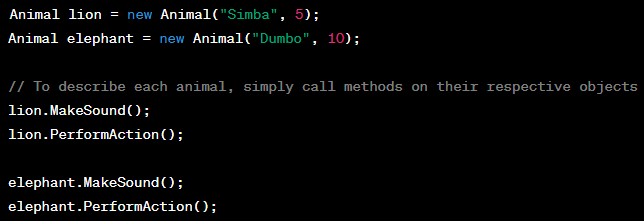 Animal lion = new Animal("Simba", 5);
Animal elephant = new Animal("Dumbo", 10);
// To describe each animal, simply call methods on their respective objects
lion.MakeSound();
lion.PerformAction();
elephant.MakeSound();
elephant.PerformAction();